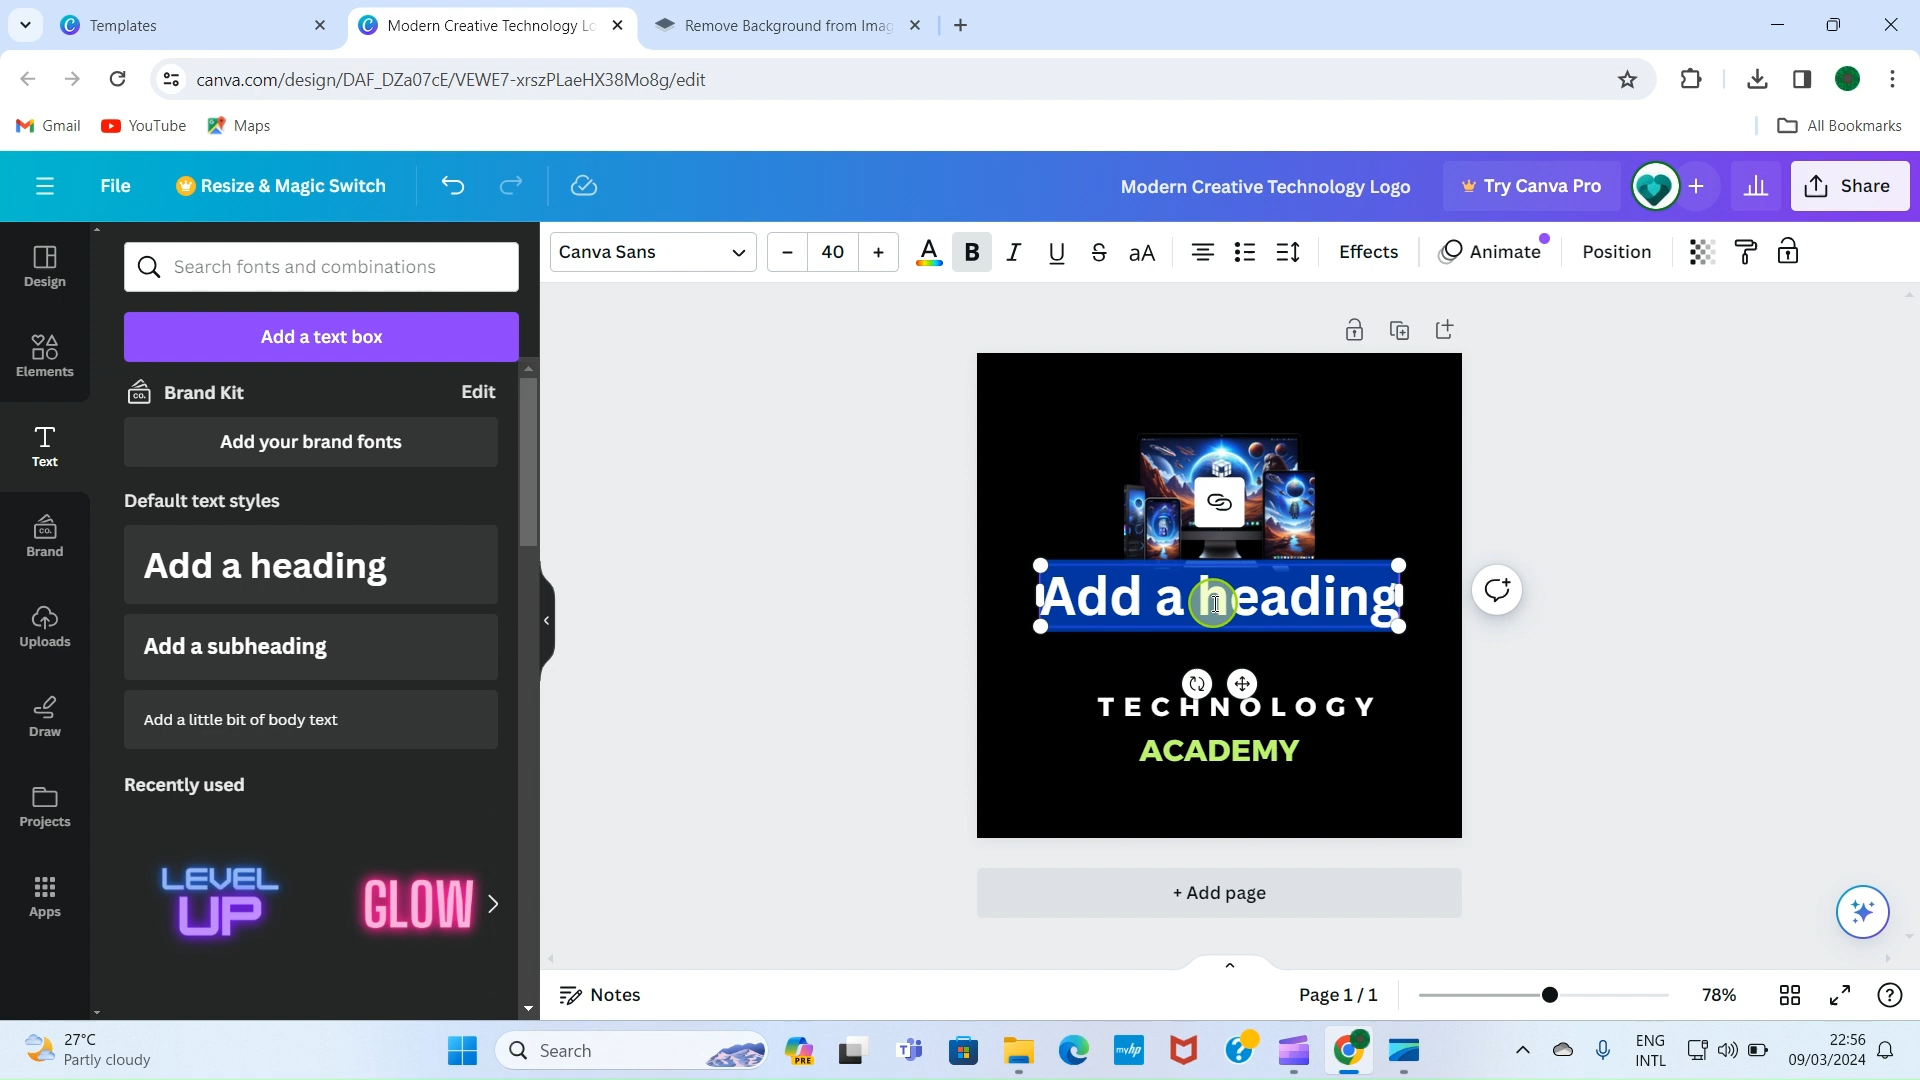 Templates
Modern Creative Technology Lo
Remove Background from Imag
canva.com/design/DAF_DZa07cE/VEWE7-xrszPLaeHX38Mo8g/edit
Gmail
YouTube
Maps
All Bookmarks
File
Resize & Magic Switch
Modern Creative Technology Logo
Try Canva Pro
Share
Design
Elements
Text
Brand
Uploads
Draw
Projects
Apps
Search fonts and combinations
Add a text box
Brand Kit
Edit
Add your brand fonts
Default text styles
Add a heading
Add a subheading
Add a little bit of body text
Recently used
LEVEL
UP
GLOW
Canva Sans
- 40 +
A B I U S aA
Effects
Animate
Position
Add a heading
TECHNOLOGY
ACADEMY
+ Add page
Notes
Page 1 / 1
78%
27°C
Partly cloudy
Search
PRE
myhp
ENG
INTL
22:56
09/03/2024